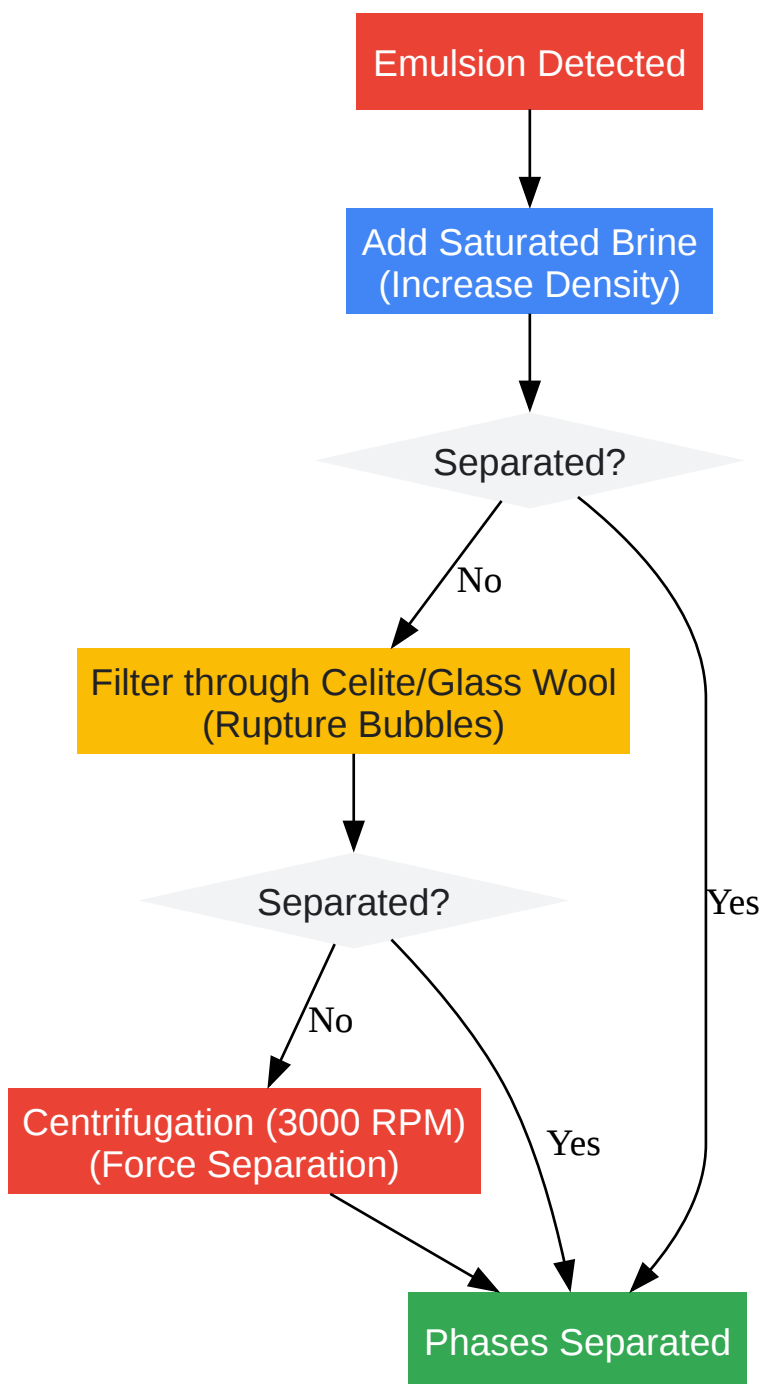 Emulsion Detected
Add Saturated Brine
(Increase Density)
Separated?
No
Filter through Celite/Glass Wool
(Rupture Bubbles)
Separated?
Yes
No
Centrifugation (3000 RPM)
(Force Separation)
Yes
Phases Separated